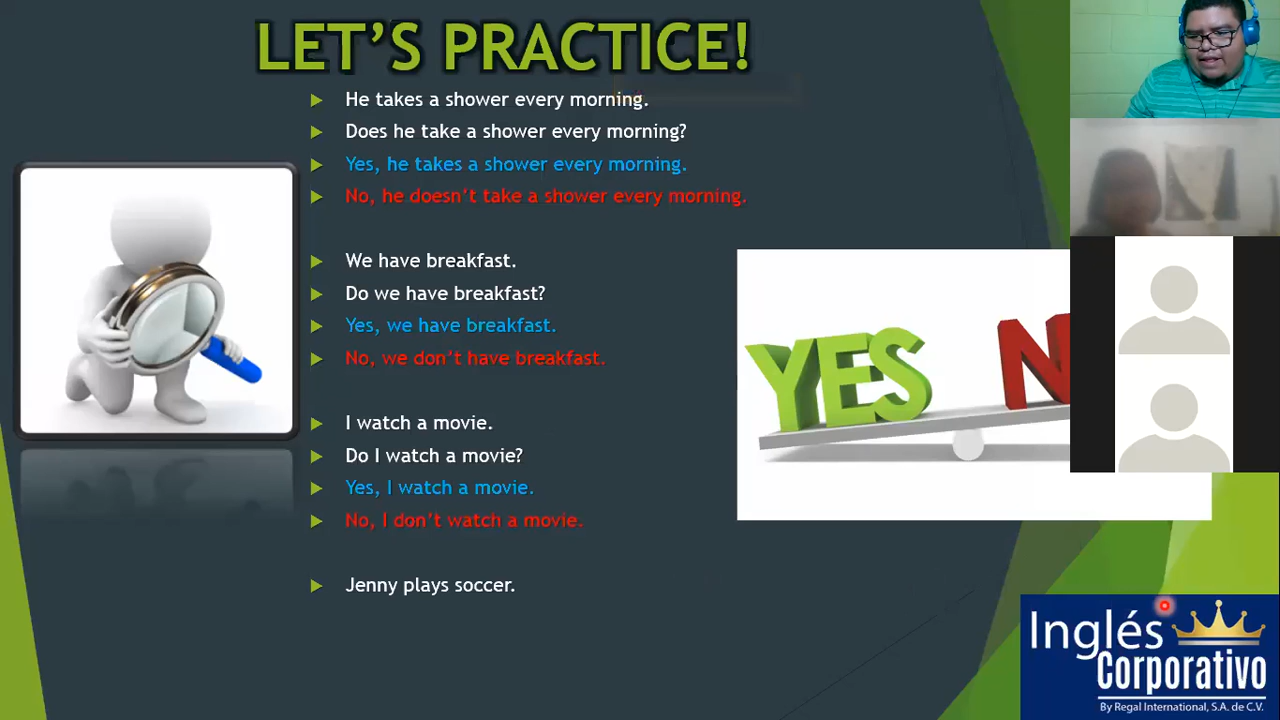 LET'S PRACTICE!
He takes a shower every morning.
Does he take a shower every morning?
Yes, he takes a shower every morning.
No, he doesn't take a shower every morning.
We have breakfast.
Do we have breakfast?
Yes, we have breakfast.
No, we don't have breakfast.
YES N
I watch a movie.
Do I watch a movie?
Yes, I watch a movie.
No, I don't watch a movie.
Jenny plays soccer.
Inglés
Corporativo
By Regal International, S.A. de C.V.